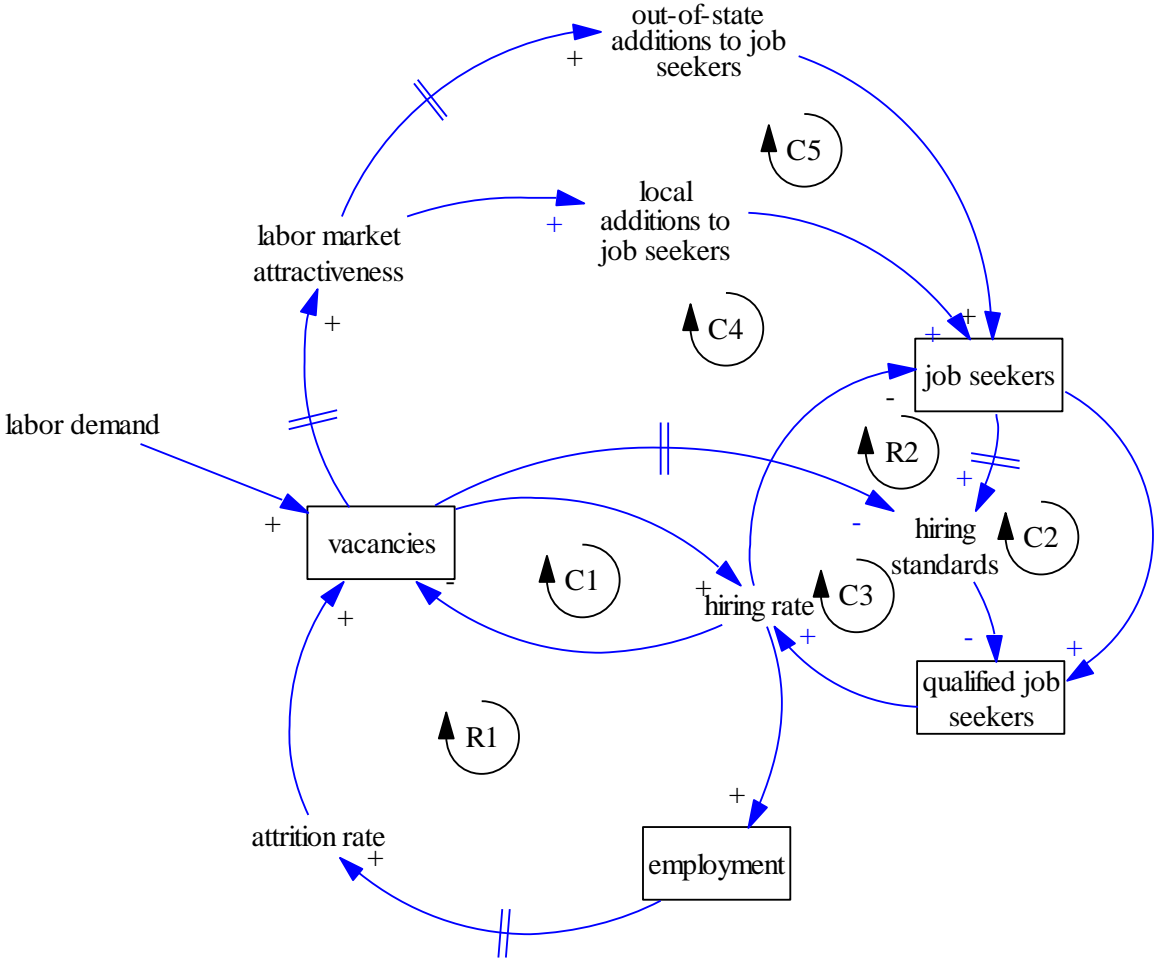 out-of-state
additions to job
seekers
+
C5
local
additions to
job seekers
+
labor market
attractiveness
+
C4
+
+
job seekers
-
labor demand
+
R2
+
-
hiring
standards
C2
vacancies
-
C1
+
hiring rate
C3
+
-
+
+
qualified job
seekers
R1
+
attrition rate
+
employment